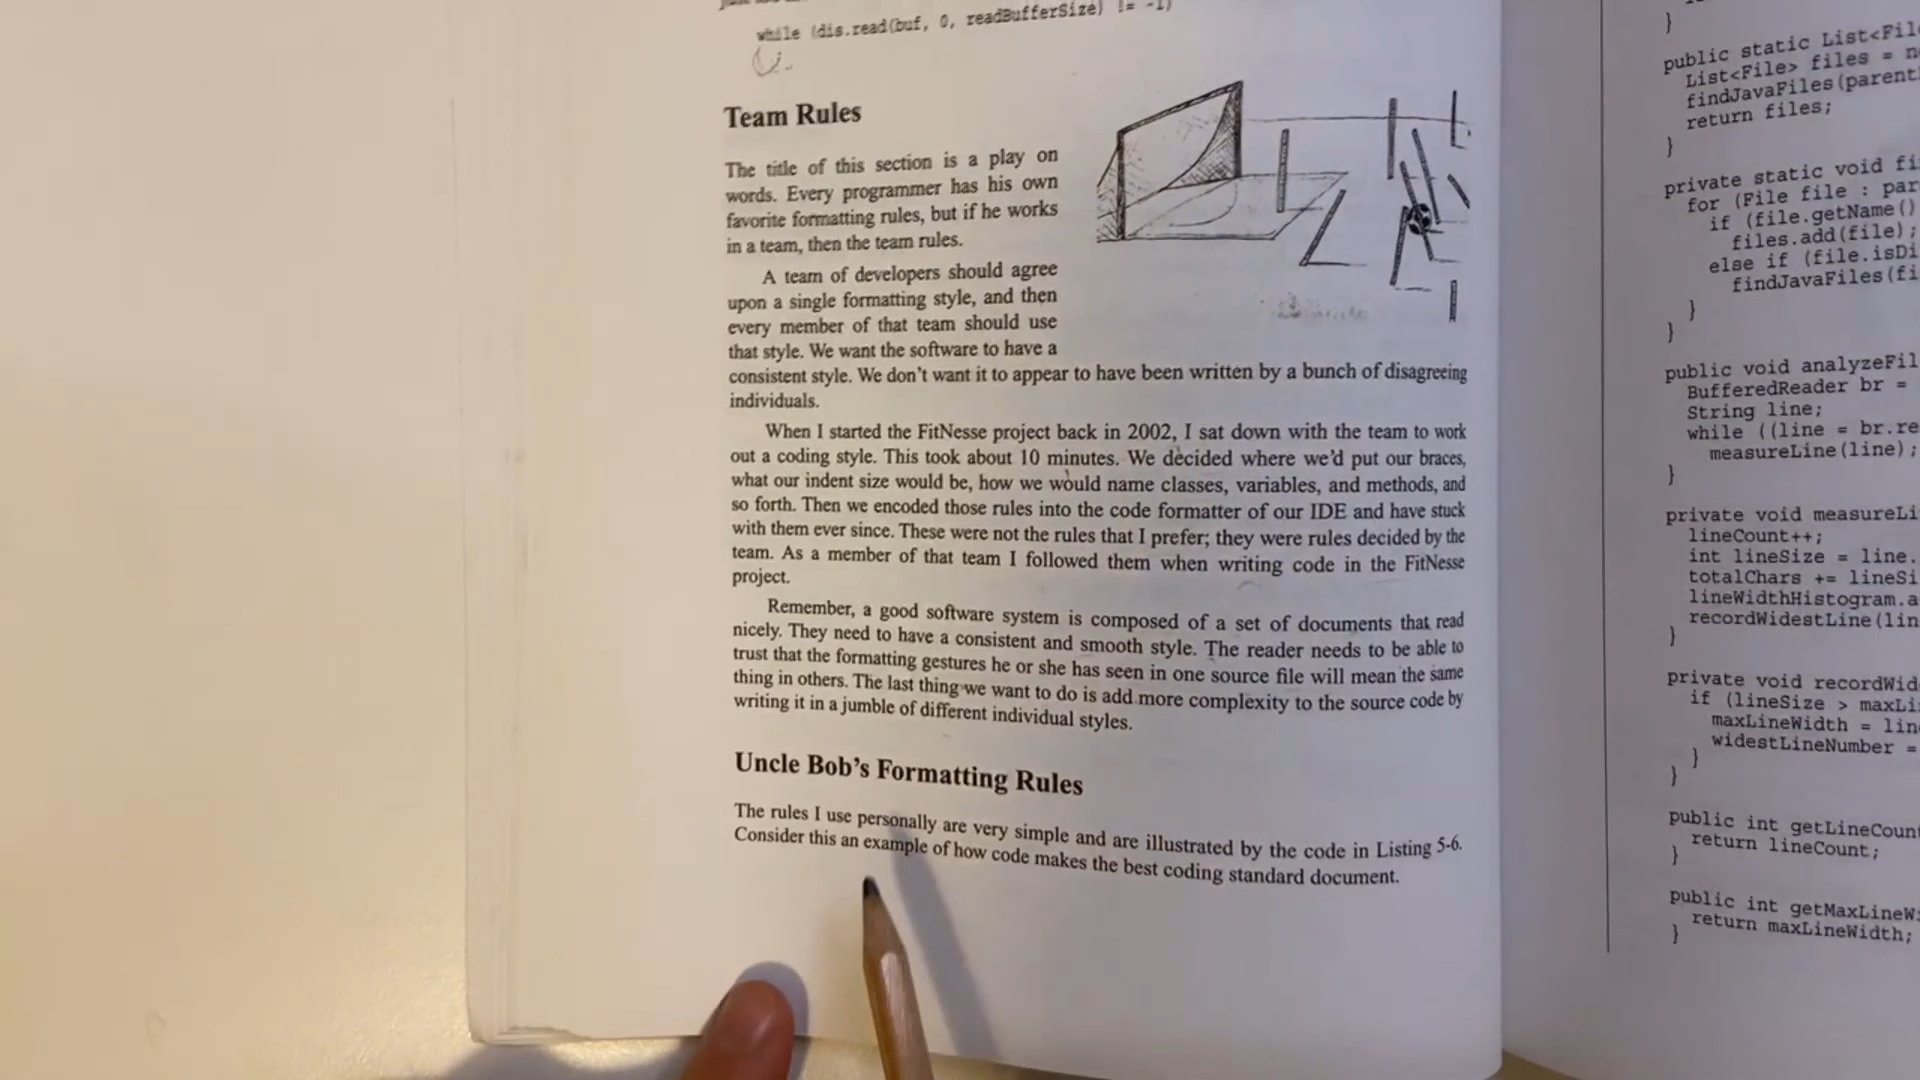 while (dis.read(buf, 0, readBufferSize) != -1)
;
Team Rules
The title of this section is a play on
words. Every programmer has his own
favorite formatting rules, but if he works
in a team, then the team rules.
A team of developers should agree
upon a single formatting style, and then
every member of that team should use
that style. We want the software to have a
consistent style. We don't want it to appear to have been written by a bunch of disagreeing
individuals.
When I started the FitNesse project back in 2002, I sat down with the team to work
out a coding style. This took about 10 minutes. We decided where we'd put our braces,
what our indent size would be, how we would name classes, variables, and methods, and
so forth. Then we encoded those rules into the code formatter of our IDE and have stuck
with them ever since. These were not the rules that I prefer; they were rules decided by the
team. As a member of that team I followed them when writing code in the FitNesse
project.
Remember, a good software system is composed of a set of documents that read
nicely. They need to have a consistent and smooth style. The reader needs to be able to
trust that the formatting gestures he or she has seen in one source file will mean the same
thing in others. The last thing we want to do is add more complexity to the source code by
writing it in a jumble of different individual styles.
Uncle Bob's Formatting Rules
The rules I use personally are very simple and are illustrated by the code in Listing 5-6.
Consider this an example of how code makes the best coding standard document.
}
public static List<Fil
List<File> files = n
findJavaFiles(parent
return files;
}
private static void fi
for (File file : par
if (file.getName()
files.add(file);
else if (file.isDi
findJavaFiles(fi
}
}
public void analyzeFil
BufferedReader br =
String line;
while ((line = br.re
measureLine(line);
}
private void measureLi
lineCount++;
int lineSize = line.
totalChars += lineSi
lineWidthHistogram.a
recordWidestLine(lin
}
private void recordWid
if (lineSize > maxLi
maxLineWidth = lin
widestLineNumber =
}
}
public int getLineCount
return lineCount;
}
public int getMaxLineW
return maxLineWidth;
}